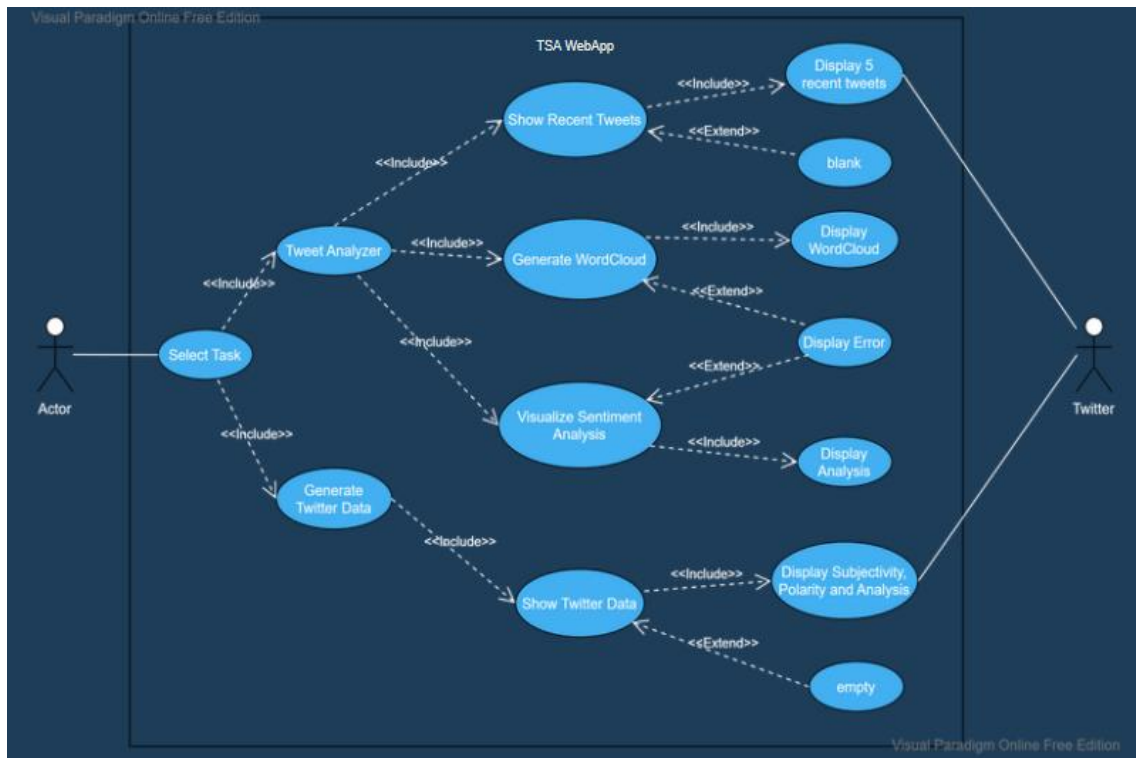 Visual Paradigm Online Free Edition
TSA WebApp
Display 5
recent tweets
<<Include>>
Show Recent Tweets
<<Extend>>
blank
<<Include>>
Display
WordCloud
<<Include>>
Tweet Analyzer
<<Include>>
Generate WordCloud
<<Include>>
<<Extend>>
Display Error
<<Include>>
Select Task
<<Extend>>
Actor
Twitter
Visualize Sentiment
Analysis
<<Include>>
<<Include>>
Display
Analysis
Generate
Twitter Data
<<Include>>
<<Include>>
Display Subjectivity,
Polarity and Analysis
Show Twitter Data
<<Extend>>
empty
Visual Paradigm Online Free Edition